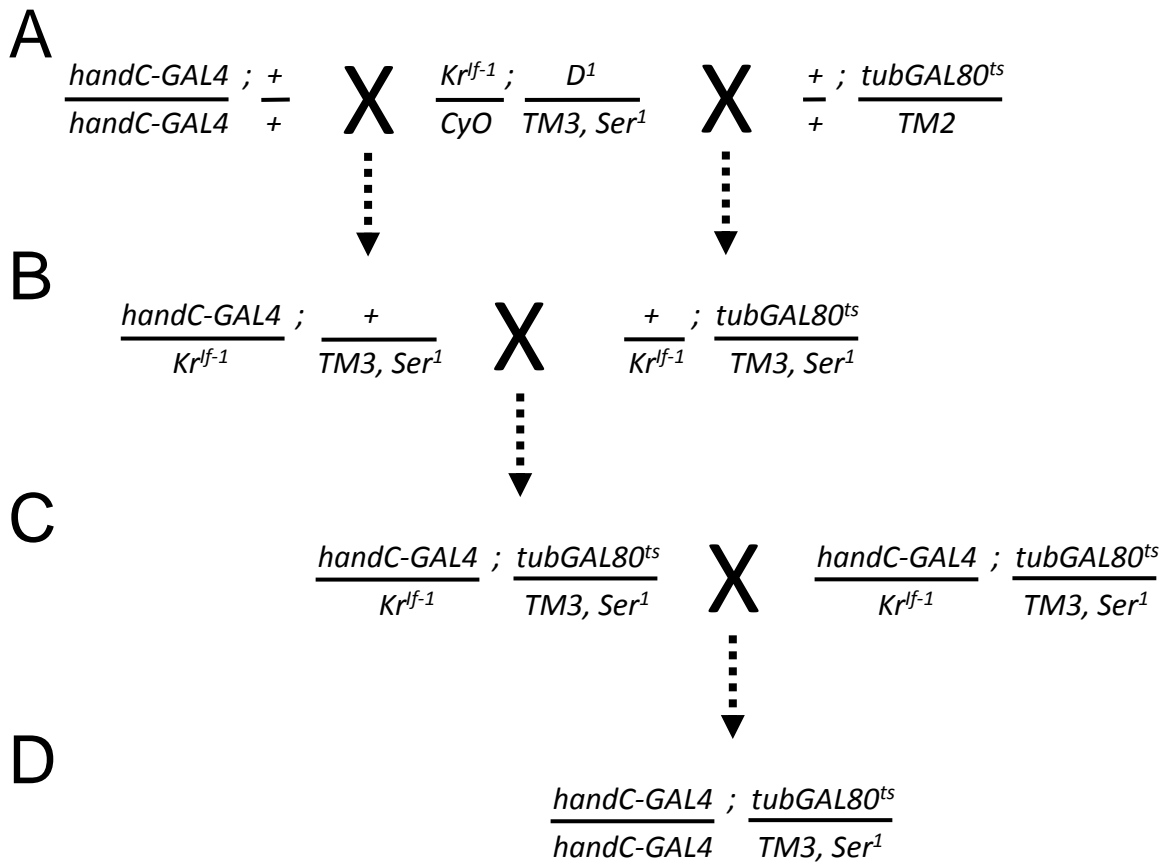 A
handC-GAL4 ; + X Kr^If-1 ; D^1 X + ; tubGAL80^ts
handC-GAL4 + CyO TM3, Ser^1 + TM2
B
handC-GAL4 ; + X + ; tubGAL80^ts
Kr^If-1 TM3, Ser^1 Kr^If-1 TM3, Ser^1
C
handC-GAL4 ; tubGAL80^ts X handC-GAL4 ; tubGAL80^ts
Kr^If-1 TM3, Ser^1 Kr^If-1 TM3, Ser^1
D
handC-GAL4 ; tubGAL80^ts
handC-GAL4 TM3, Ser^1